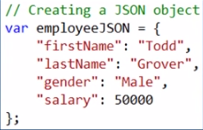 // Creating a JSON object
var employeeJSON = {
    "firstName": "Todd",
    "lastName": "Grover",
    "gender": "Male",
    "salary": 50000
};